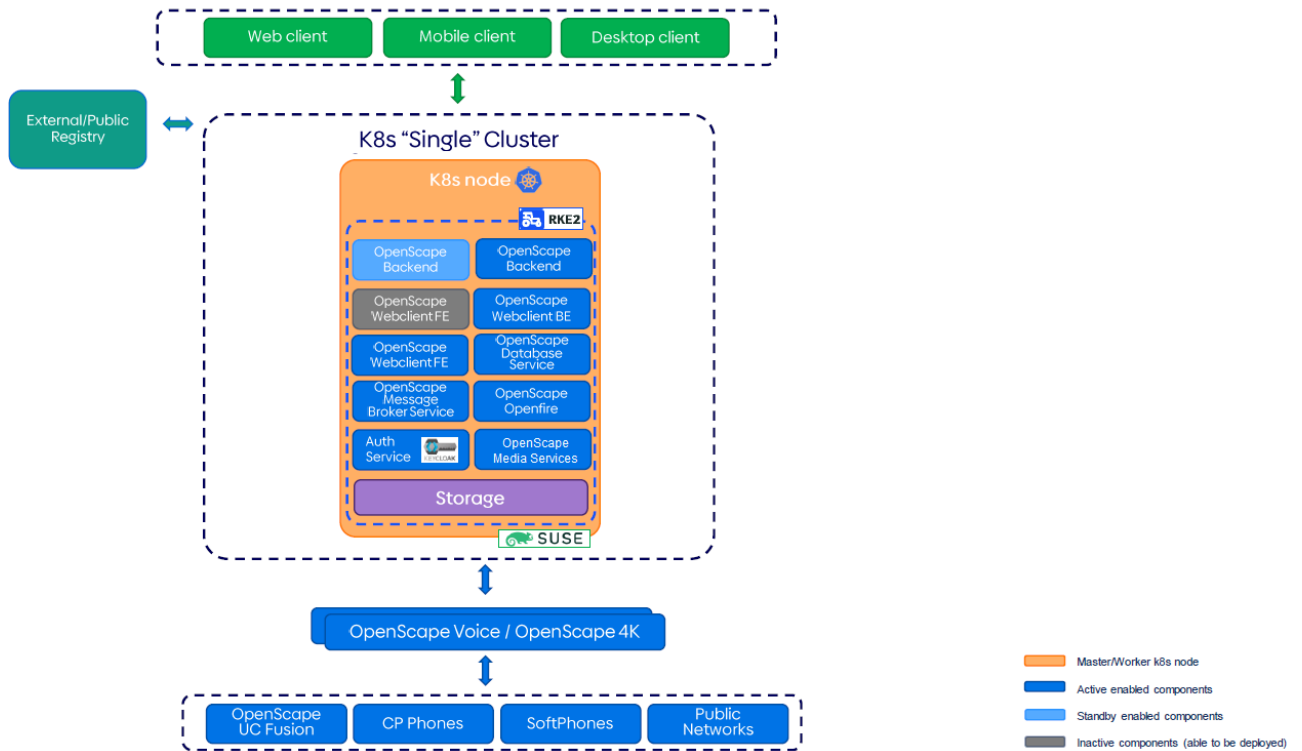 Web client
Mobile client
Desktop client
External/Public
Registry
K8s “Single” Cluster
K8s node
RKE2
OpenScape
Backend
OpenScape
Backend
OpenScape
Webclient FE
OpenScape
Webclient BE
OpenScape
Webclient FE
OpenScape
Database
Service
OpenScape
Message
Broker Service
OpenScape
Openfire
Auth
Service
OpenScape
Media Services
Storage
SUSE
OpenScape Voice / OpenScape 4K
OpenScape
UC Fusion
CP Phones
SoftPhones
Public
Networks
Master/Worker k8s node
Active enabled components
Standby enabled components
Inactive components (able to be deployed)